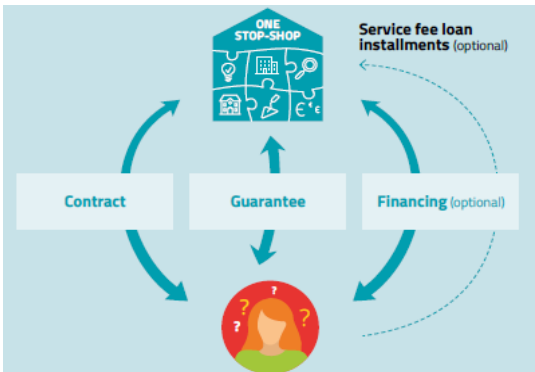 ONE
STOP-SHOP
Service fee loan
installments (optional)
€ € €
Contract
Guarantee
Financing (optional)
? ? ? ? ?